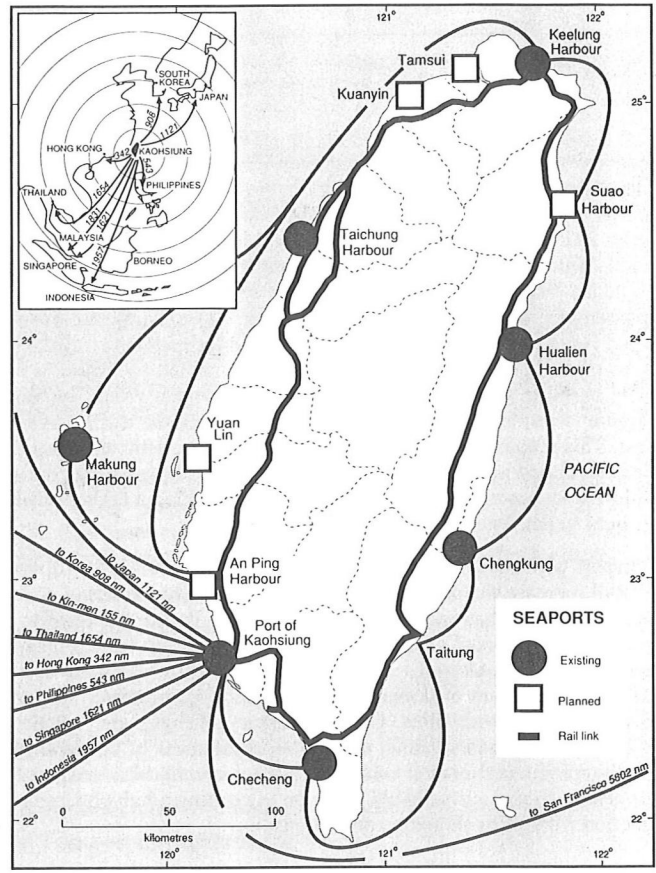 121°
122°
Keelung
Harbour
Tamsui
Kuanyin
25°
SOUTH
KOREA
JAPAN
908
1121
HONG KONG
342
KAOHSIUNG
543
PHILIPPINES
THAILAND
1654
1831
1621
1957
MALAYSIA
SINGAPORE
BORNEO
INDONESIA
Suao
Harbour
Taichung
Harbour
24°
24°
Hualien
Harbour
Yuan
Lin
Makung
Harbour
PACIFIC
OCEAN
An Ping
Harbour
Chengkung
23°
23°
to Japan 1121 nm
to Korea 908 nm
to Kin-men 155 nm
to Thailand 1654 nm
to Hong Kong 342 nm
to Philippines 543 nm
to Singapore 1621 nm
to Indonesia 1957 nm
Port of
Kaohsiung
Taitung
SEAPORTS
Existing
Planned
Rail link
Checheng
to San Francisco 5802 nm
22°
22°
0 50 100
kilometres
120°
121°
122°